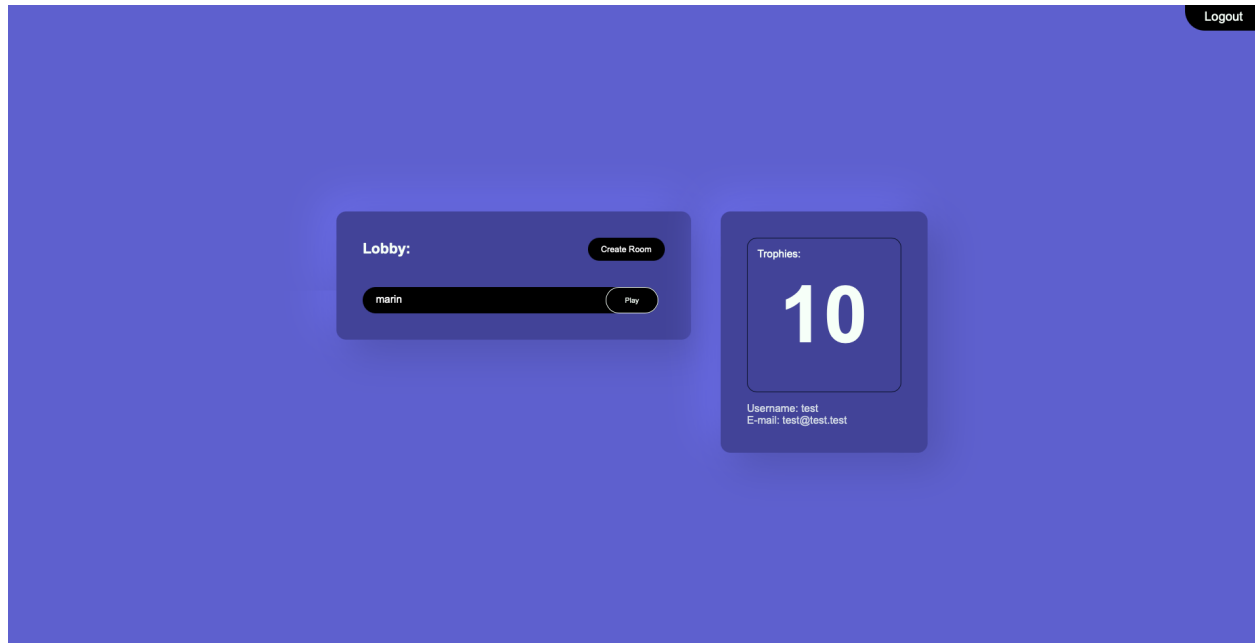 Logout
Lobby:
Create Room
marin
Play
Trophies:
10
Username: test
E-mail: test@test.test